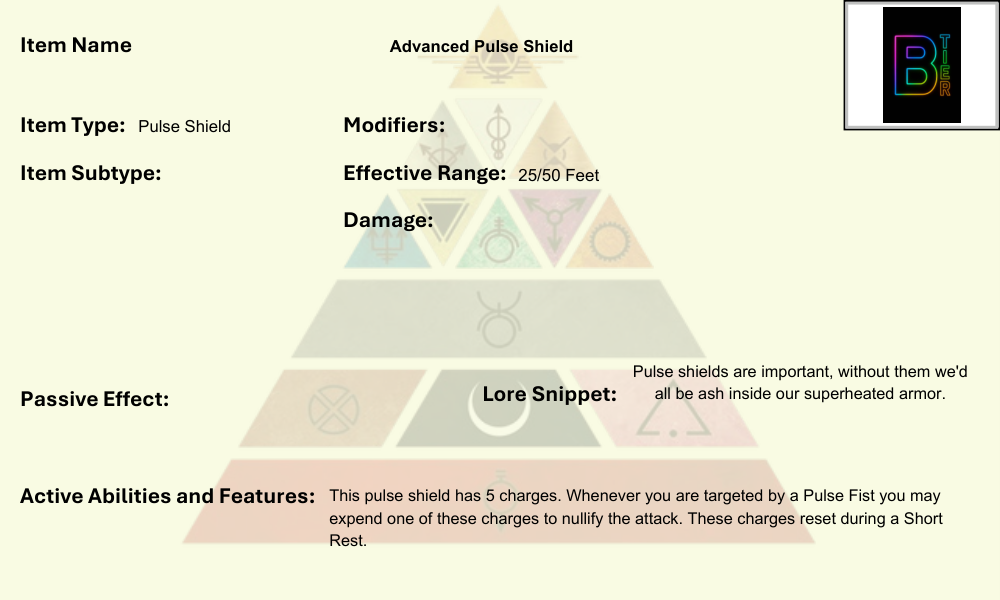 Item Name Advanced Pulse Shield
B TIER
Item Type: Pulse Shield Modifiers:
Item Subtype: Effective Range: 25/50 Feet
Damage:
Passive Effect: Lore Snippet: Pulse shields are important, without them we'd
all be ash inside our superheated armor.
Active Abilities and Features: This pulse shield has 5 charges. Whenever you are targeted by a Pulse Fist you may
expend one of these charges to nullify the attack. These charges reset during a Short
Rest.